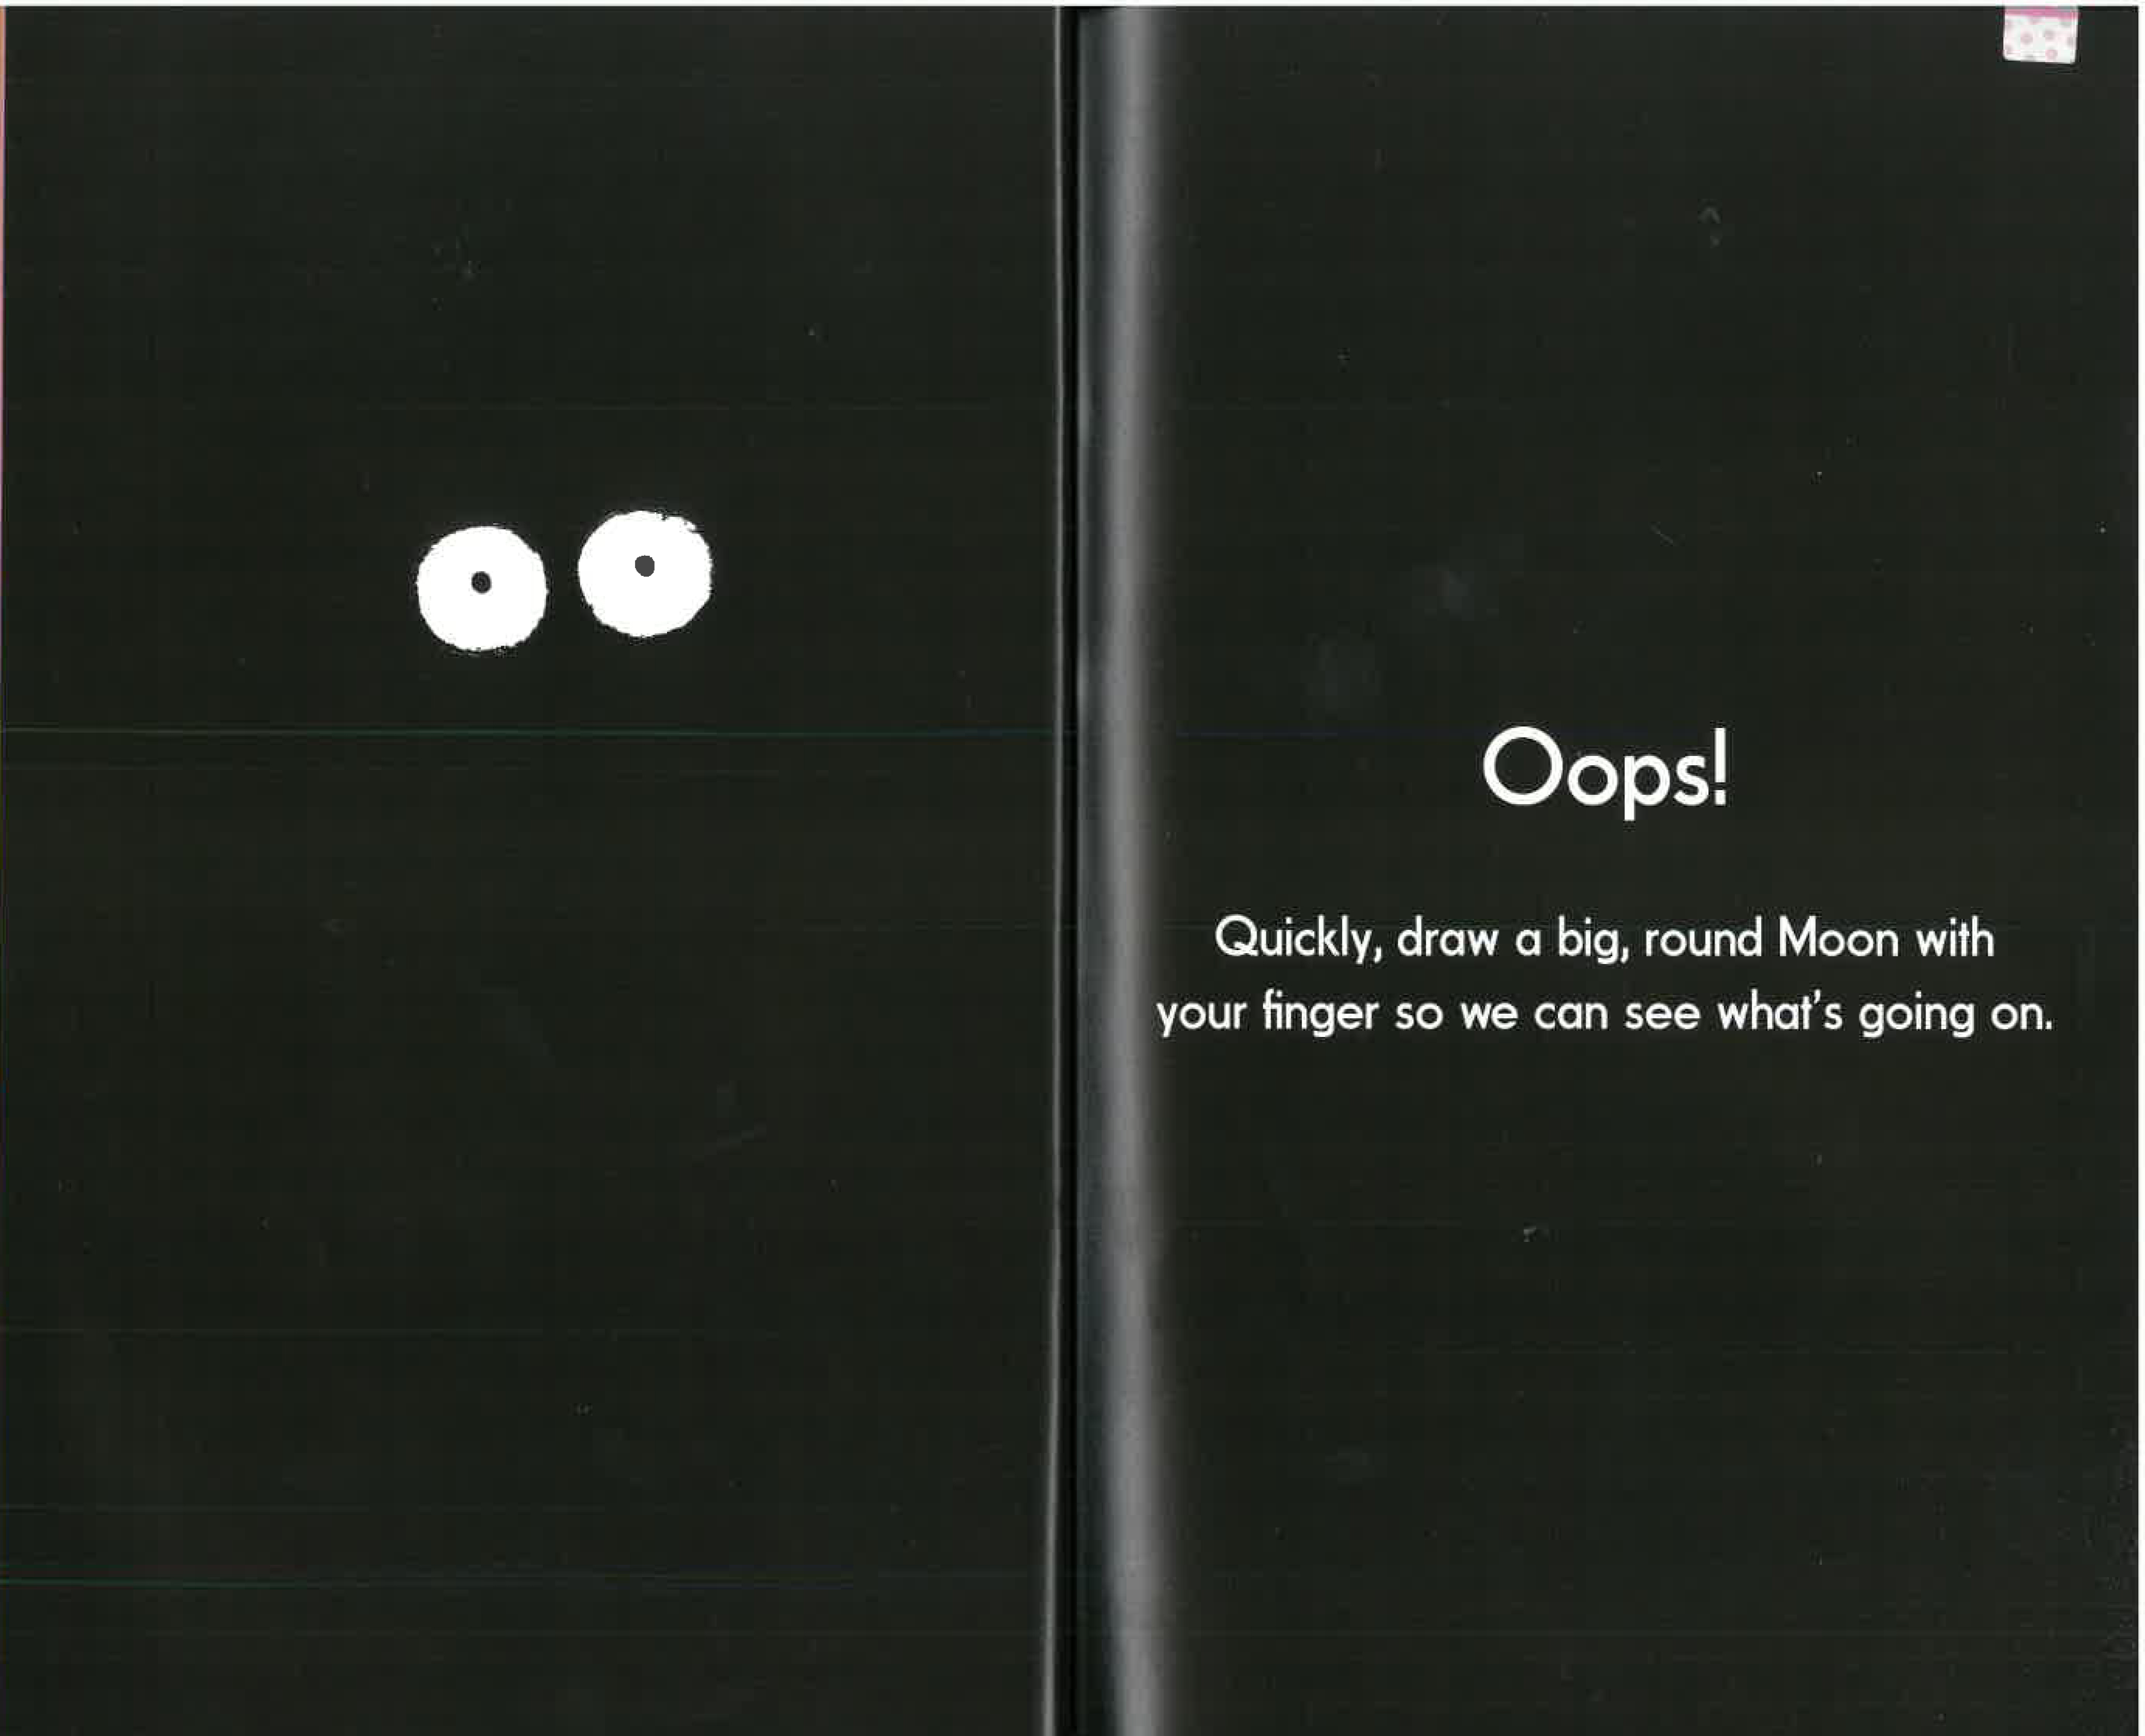 Oops!
Quickly, draw a big, round Moon with
your finger so we can see what's going on.